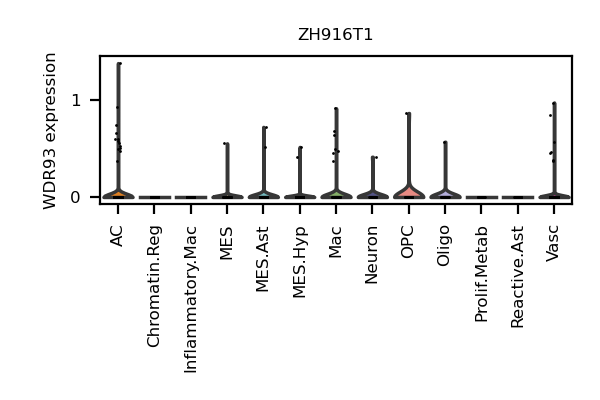 ZH916T1
WDR93 expression
1
0
AC
Chromatin.Reg
Inflammatory.Mac
MES
MES.Ast
MES.Hyp
Mac
Neuron
OPC
Oligo
Prolif.Metab
Reactive.Ast
Vasc